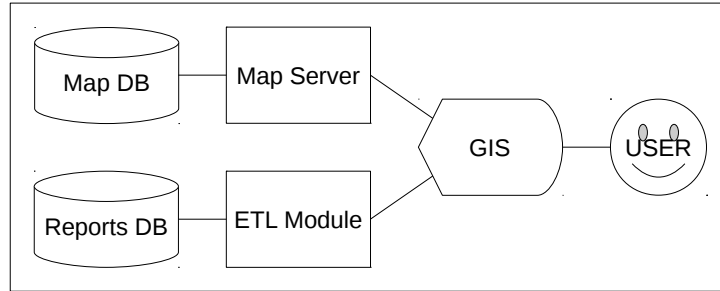 Map DB
Map Server
GIS
USER
Reports DB
ETL Module